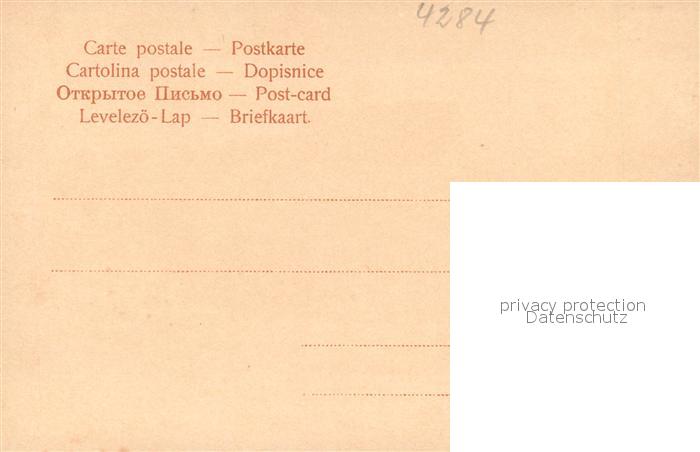 4284
Carte postale — Postkarte
Cartolina postale — Dopisnice
Открытое Письмо — Post-card
Levelezö-Lap — Briefkaart.
privacy protection
Datenschutz